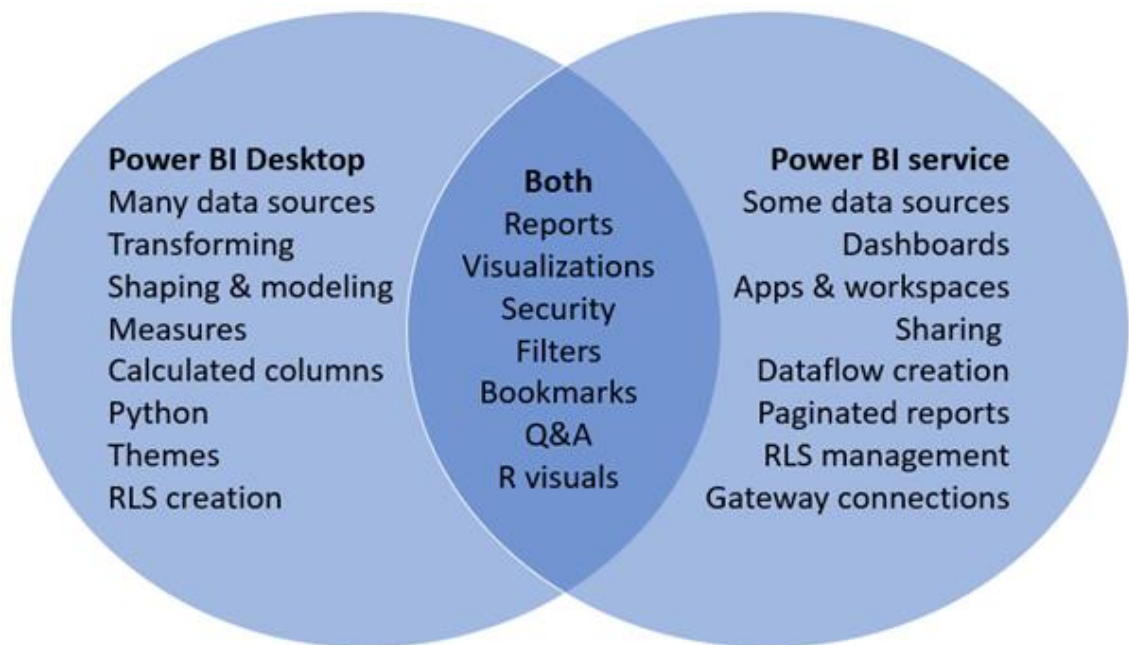 Power BI Desktop
Many data sources
Transforming
Shaping & modeling
Measures
Calculated columns
Python
Themes
RLS creation
Both
Reports
Visualizations
Security
Filters
Bookmarks
Q&A
R visuals
Power BI service
Some data sources
Dashboards
Apps & workspaces
Sharing
Dataflow creation
Paginated reports
RLS management
Gateway connections